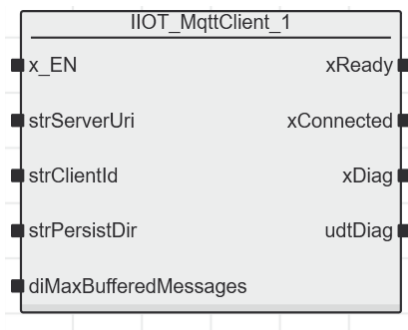 IIOT_MqttClient_1
x_EN xReady
strServerUri xConnected
strClientId xDiag
strPersistDir udtDiag
diMaxBufferedMessages